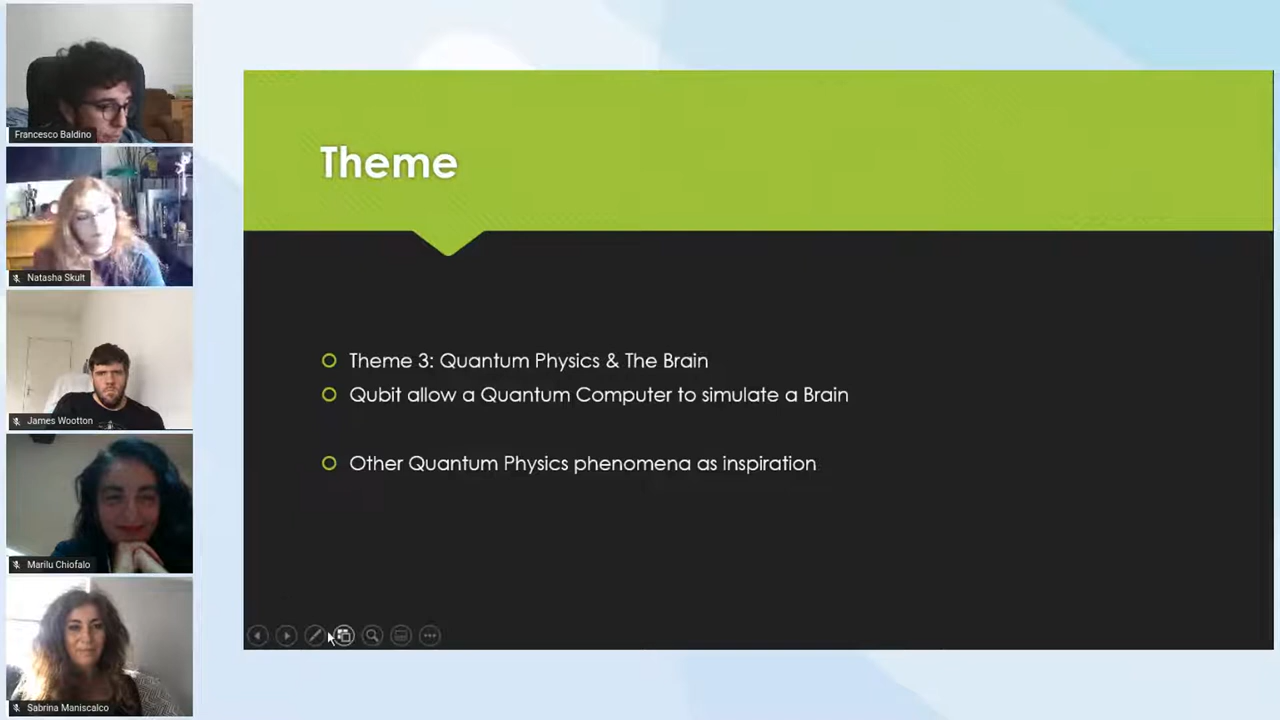 Francesco Baldino
Natasha Skult
James Wootton
Marilu Chiofalo
Sabrina Maniscalco
Theme
Theme 3: Quantum Physics & The Brain
Qubit allow a Quantum Computer to simulate a Brain
Other Quantum Physics phenomena as inspiration